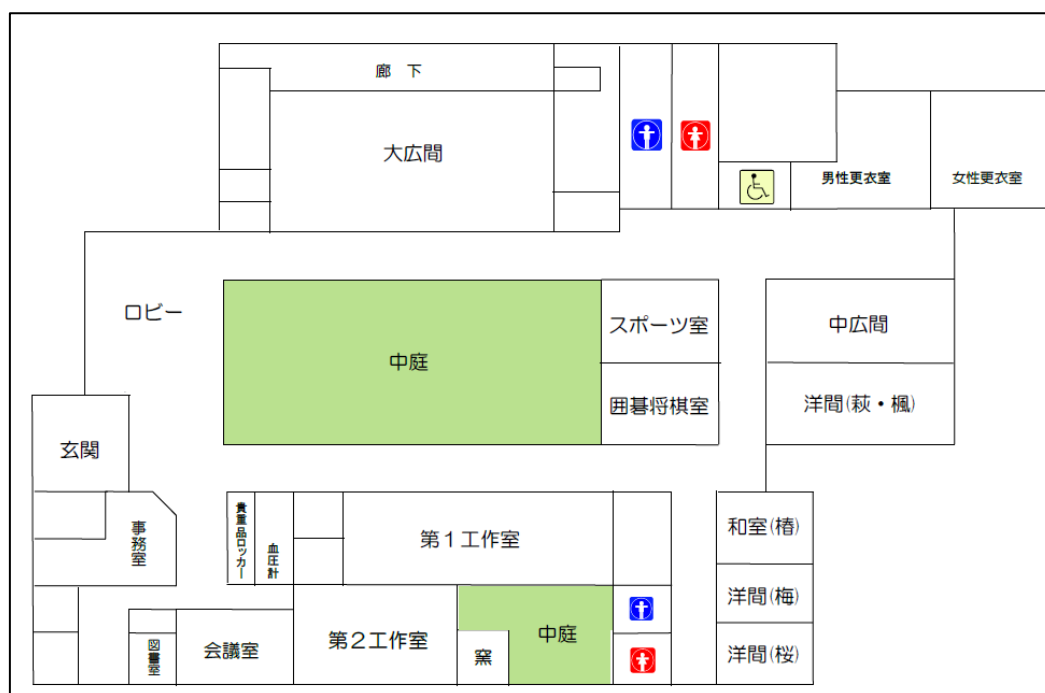 廊　下
大広間
男性更衣室
女性更衣室
ロビー
中庭
スポーツ室
中広間
囲碁将棋室
洋間(萩・楓)
玄関
事務室
貴重品ロッカー
血圧計
第１工作室
和室(椿)
洋間(梅)
図書室
会議室
第２工作室
窯
中庭
洋間(桜)